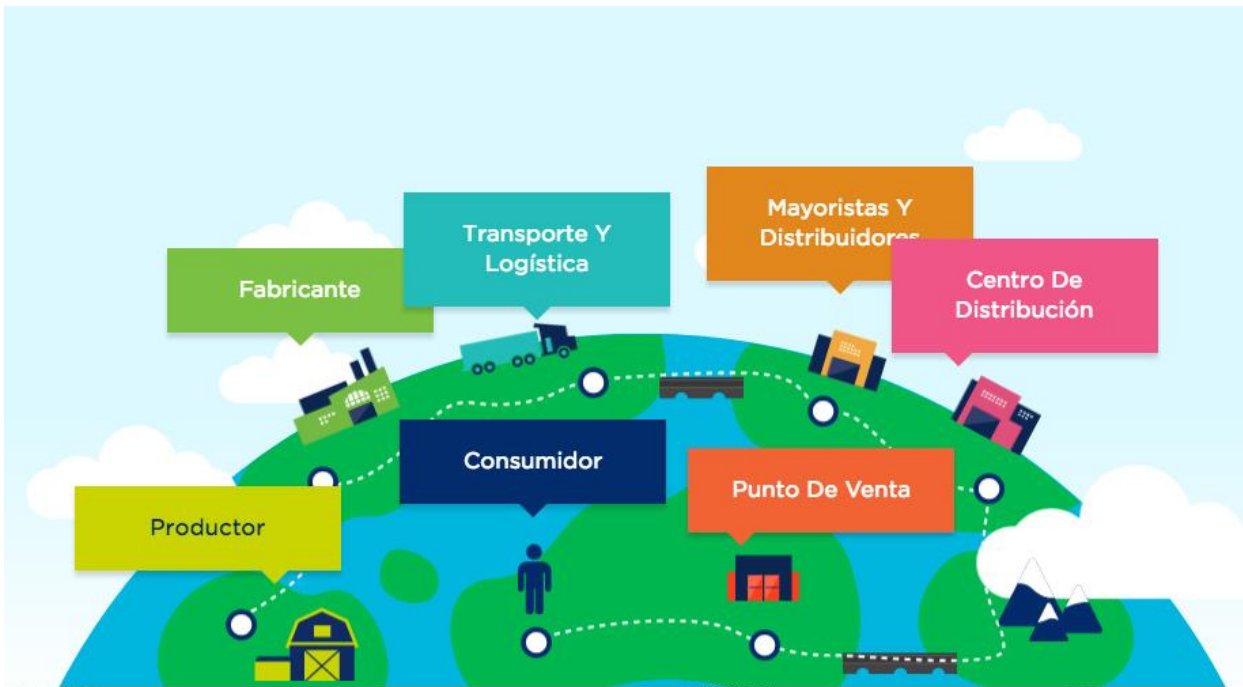 Transporte Y
Logística
Mayoristas Y
Distribuidores
Fabricante
Centro De
Distribución
Consumidor
Punto De Venta
Productor